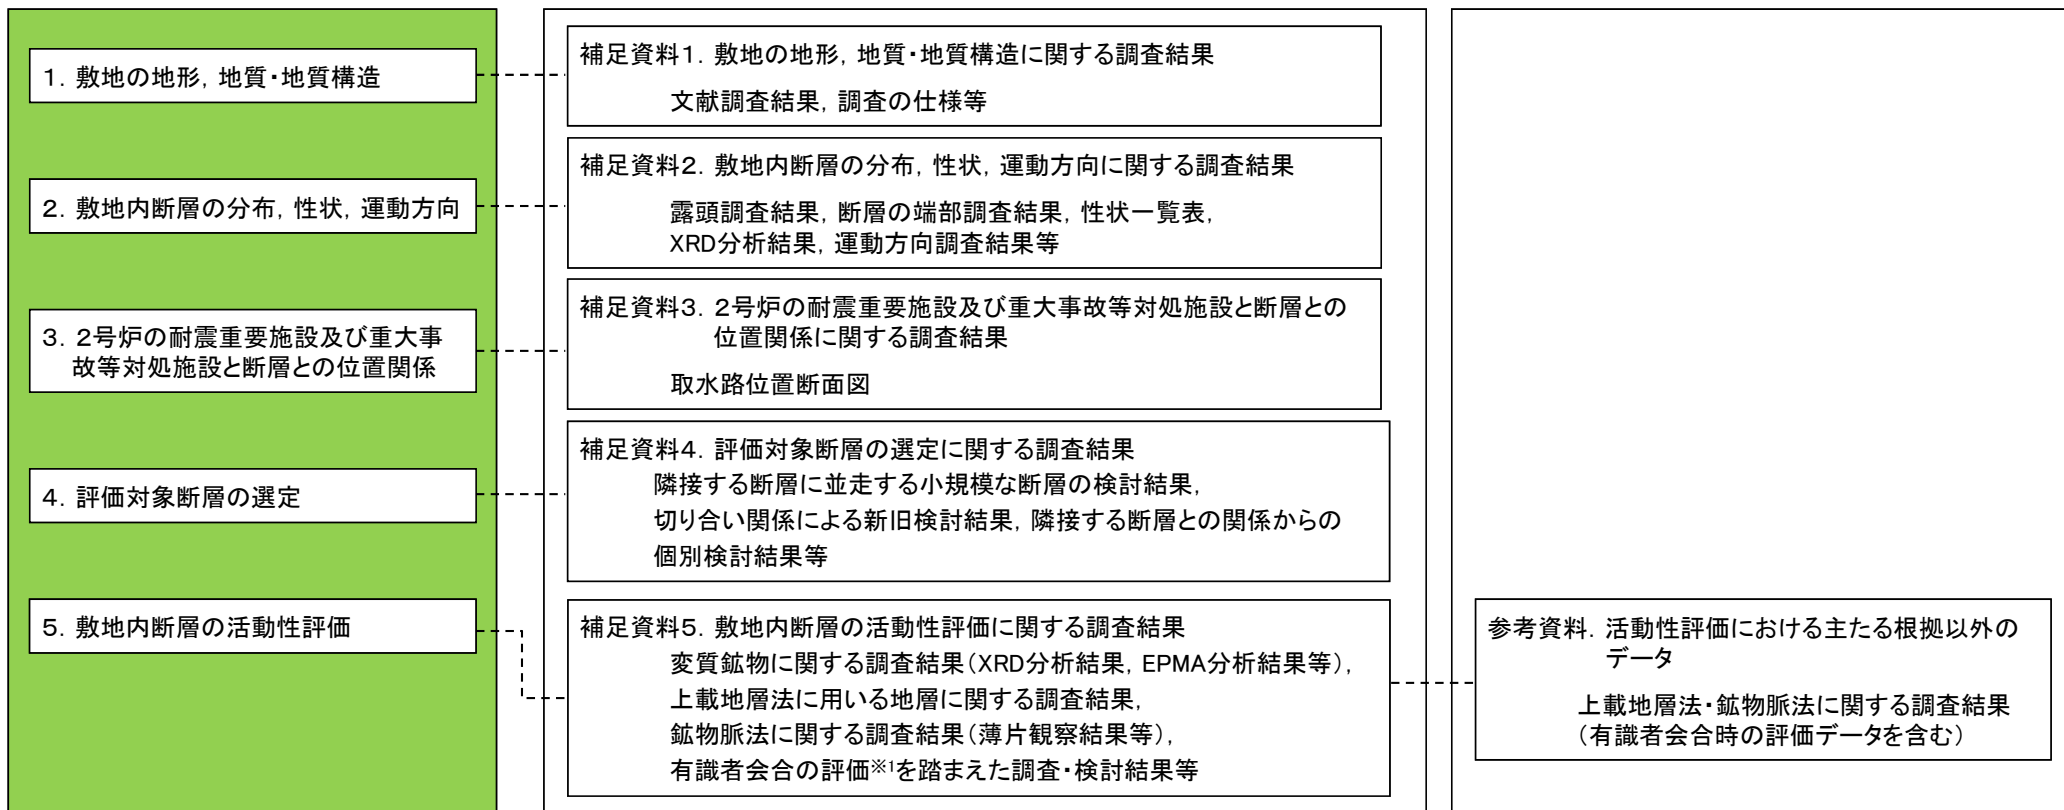 1. 敷地の地形, 地質・地質構造
2. 敷地内断層の分布, 性状, 運動方向
3. 2号炉の耐震重要施設及び重大事
故等対処施設と断層との位置関係
4. 評価対象断層の選定
5. 敷地内断層の活動性評価
補足資料1. 敷地の地形, 地質・地質構造に関する調査結果
文献調査結果, 調査の仕様等
補足資料2. 敷地内断層の分布, 性状, 運動方向に関する調査結果
露頭調査結果, 断層の端部調査結果, 性状一覧表,
XRD分析結果, 運動方向調査結果等
補足資料3. 2号炉の耐震重要施設及び重大事故等対処施設と断層との
位置関係に関する調査結果
取水路位置断面図
補足資料4. 評価対象断層の選定に関する調査結果
隣接する断層に並走する小規模な断層の検討結果,
切り合い関係による新旧検討結果, 隣接する断層との関係からの
個別検討結果等
補足資料5. 敷地内断層の活動性評価に関する調査結果
変質鉱物に関する調査結果(XRD分析結果, EPMA分析結果等),
上載地層法に用いる地層に関する調査結果,
鉱物脈法に関する調査結果(薄片観察結果等),
有識者会合の評価※1を踏まえた調査・検討結果等
参考資料. 活動性評価における主たる根拠以外の
データ
上載地層法・鉱物脈法に関する調査結果
(有識者会合時の評価データを含む)